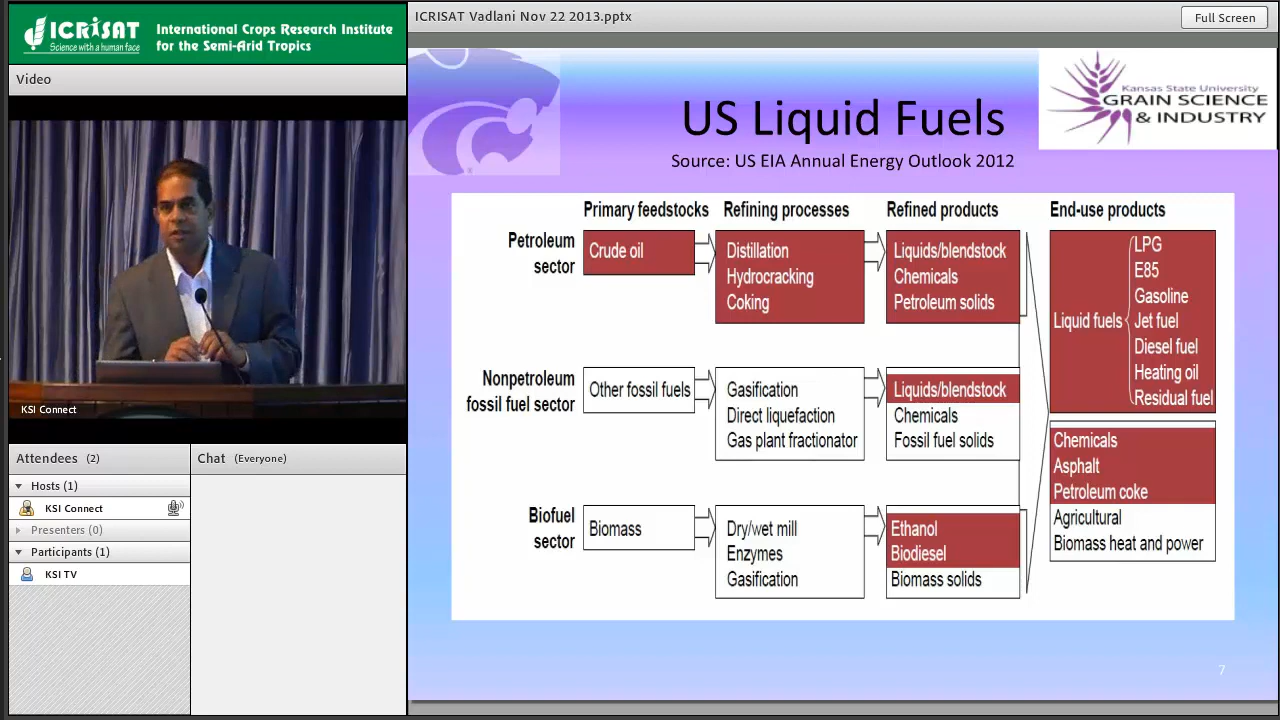 ICRISAT
Science with a human face
International Crops Research Institute
for the Semi-Arid Tropics
ICRISAT Vadlani Nov 22 2013.pptx
Full Screen
Video
KSI Connect
Attendees (2)
Hosts (1)
KSI Connect
Presenters (0)
Participants (1)
KSI TV
Chat (Everyone)
US Liquid Fuels
Source: US EIA Annual Energy Outlook 2012
Kansas State University
GRAIN SCIENCE
& INDUSTRY
Primary feedstocks
Refining processes
Refined products
End-use products
Petroleum
sector
Crude oil
Distillation
Hydrocracking
Coking
Liquids/blendstock
Chemicals
Petroleum solids
Liquid fuels
LPG
E85
Gasoline
Jet fuel
Diesel fuel
Heating oil
Residual fuel
Nonpetroleum
fossil fuel sector
Other fossil fuels
Gasification
Direct liquefaction
Gas plant fractionator
Liquids/blendstock
Chemicals
Fossil fuel solids
Chemicals
Asphalt
Petroleum coke
Agricultural
Biomass heat and power
Biofuel
sector
Biomass
Dry/wet mill
Enzymes
Gasification
Ethanol
Biodiesel
Biomass solids
7